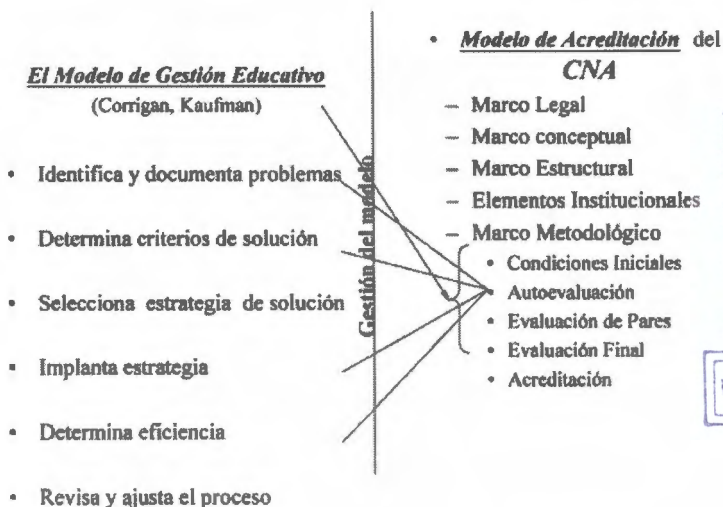 El Modelo de Gestión Educativo
(Corrigan, Kaufman)
• Identifica y documenta problemas
• Determina criterios de solución
• Selecciona estrategia de solución
• Implanta estrategia
• Determina eficiencia
• Revisa y ajusta el proceso
Gestión del modelo
• Modelo de Acreditación del
CNA
– Marco Legal
– Marco conceptual
– Marco Estructural
– Elementos Institucionales
– Marco Metodológico
• Condiciones Iniciales
• Autoevaluación
• Evaluación de Pares
• Evaluación Final
• Acreditación